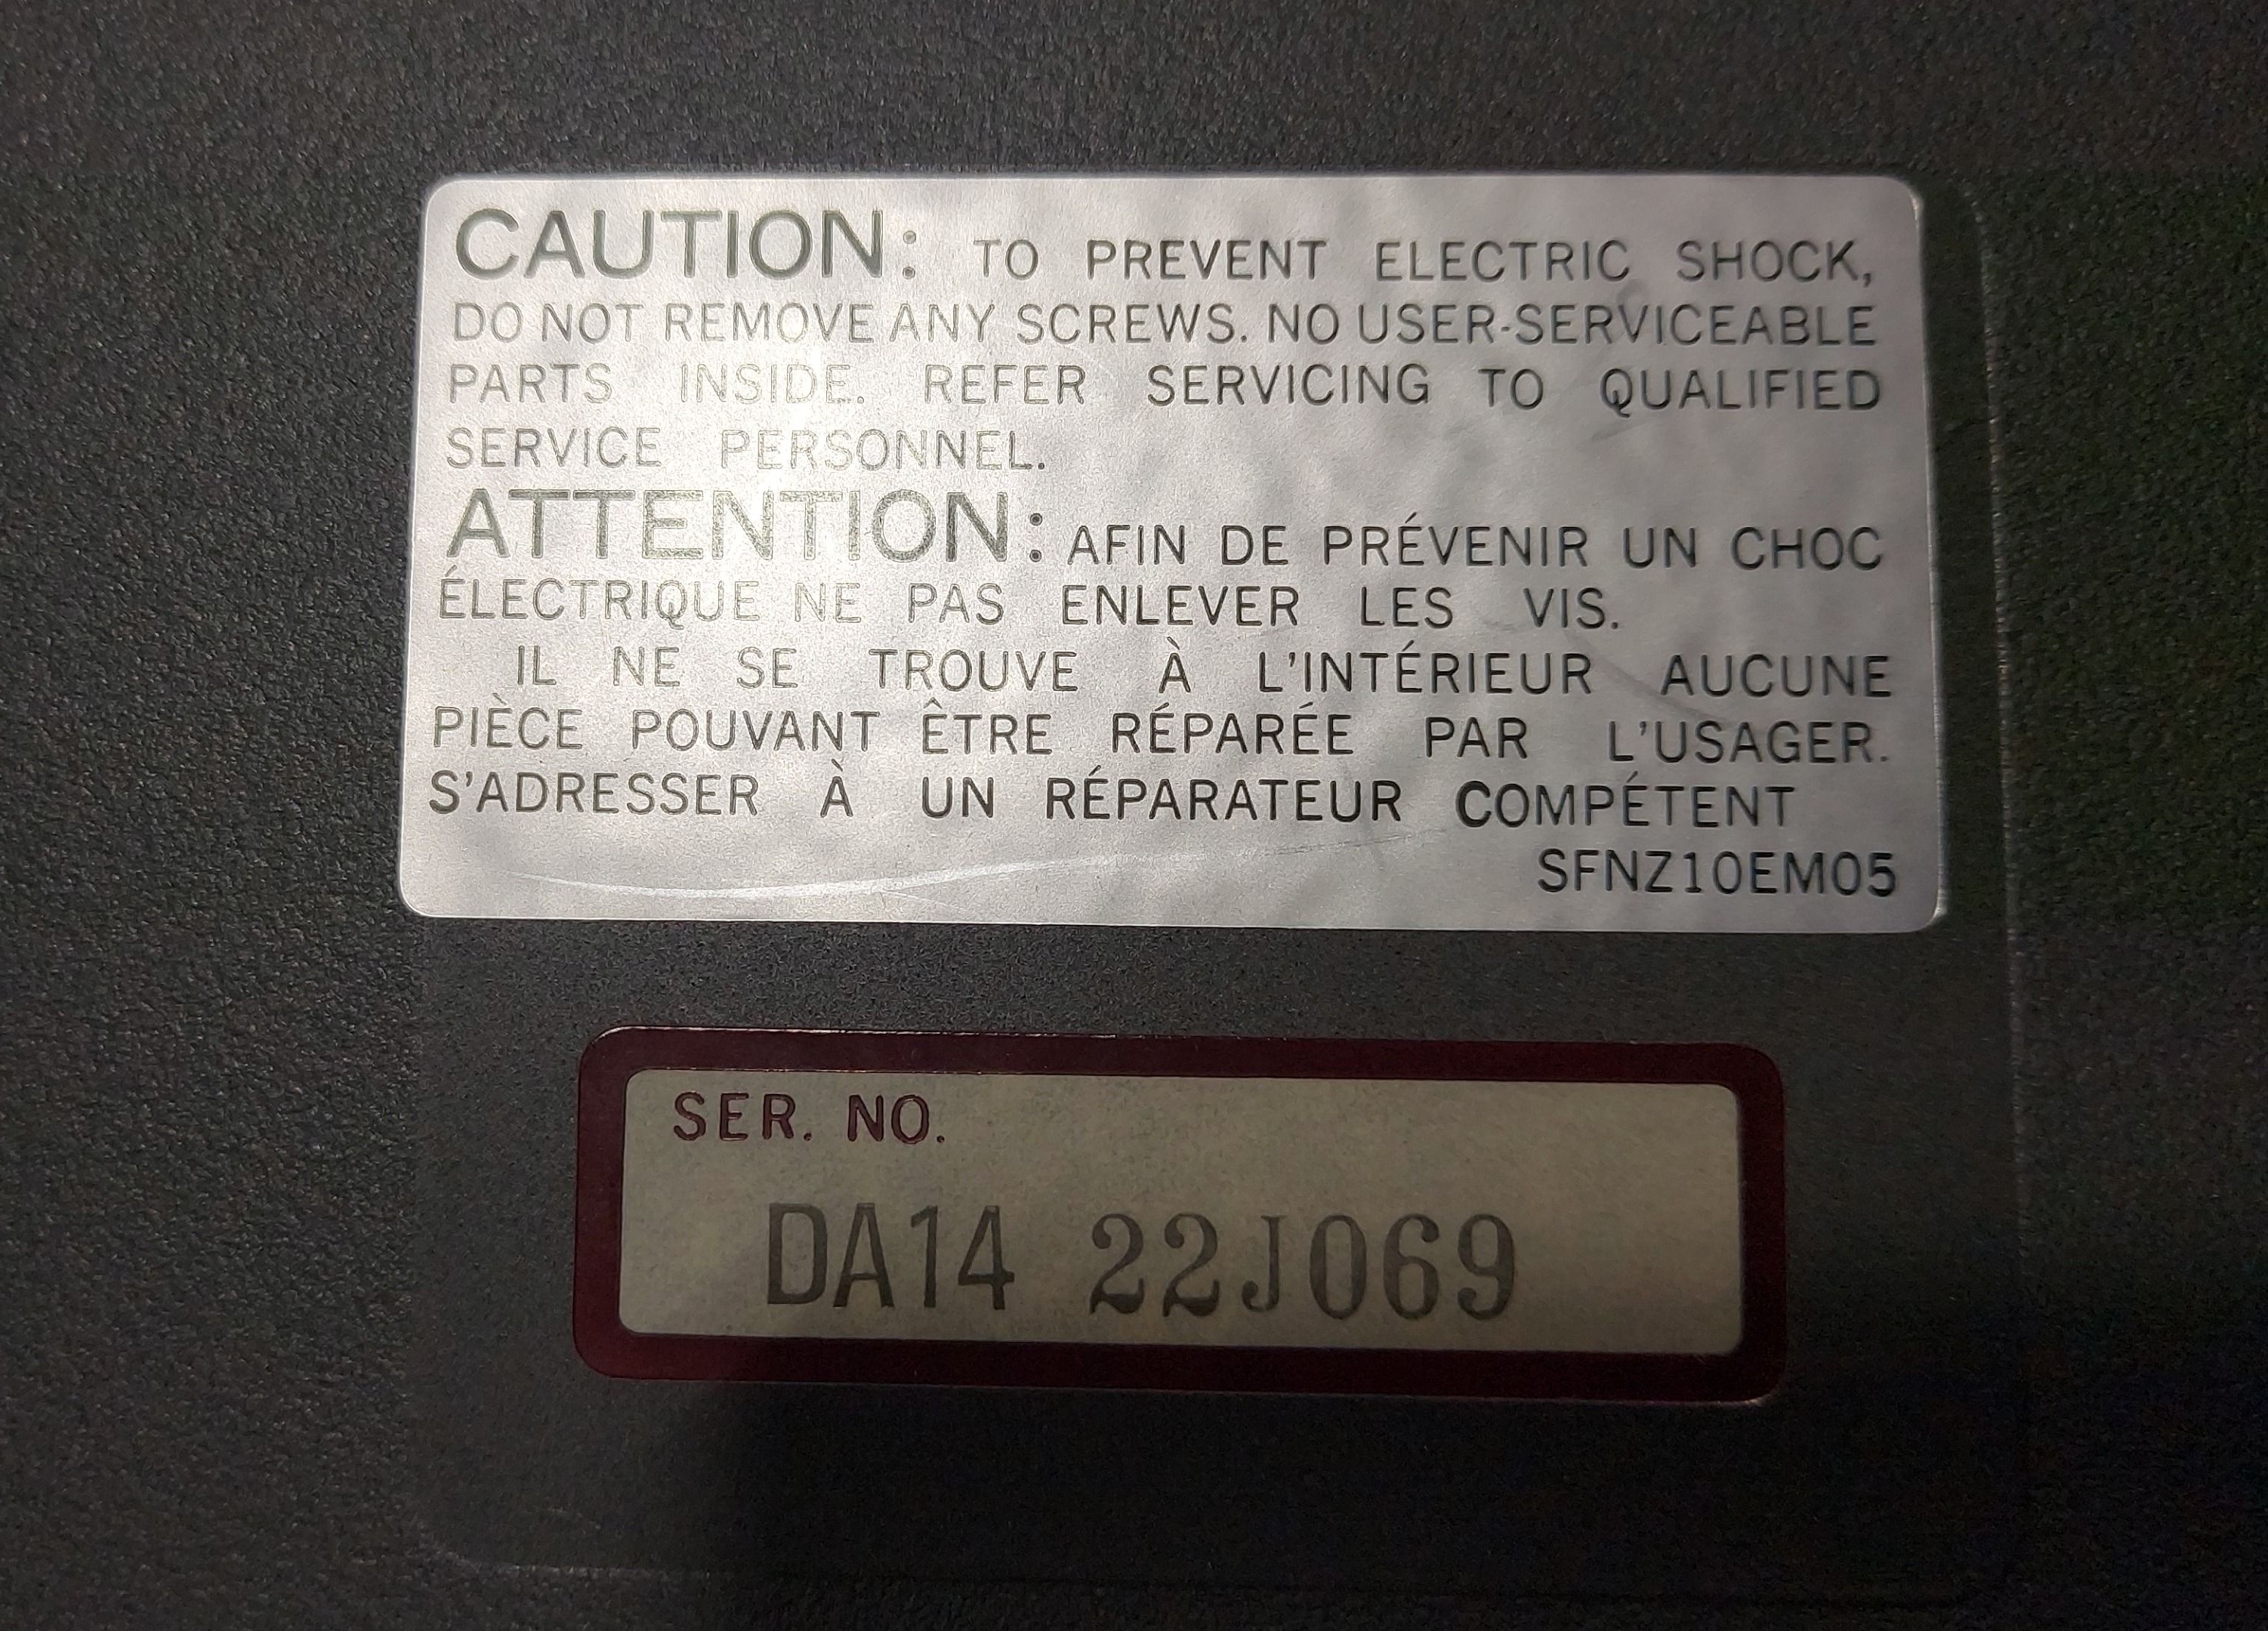 CAUTION: TO PREVENT ELECTRIC SHOCK,
DO NOT REMOVE ANY SCREWS. NO USER-SERVICEABLE
PARTS INSIDE. REFER SERVICING TO QUALIFIED
SERVICE PERSONNEL.
ATTENTION: AFIN DE PRÉVENIR UN CHOC
ÉLECTRIQUE NE PAS ENLEVER LES VIS.
IL NE SE TROUVE À L'INTÉRIEUR AUCUNE
PIÈCE POUVANT ÊTRE RÉPARÉE PAR L'USAGER.
S'ADRESSER À UN RÉPARATEUR COMPÉTENT
SFNZ10EM05
SER. NO.
DA14 22J069